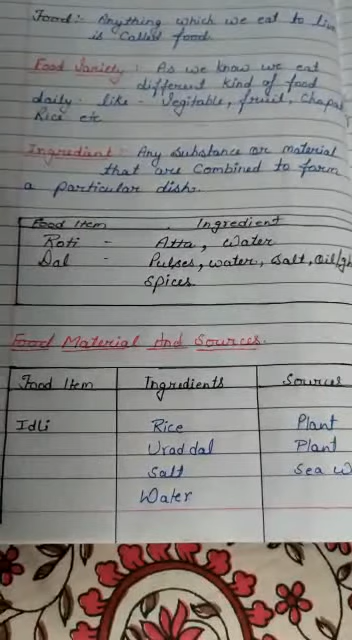 Food:- Anything which we eat to live
is Called food.
Food Variety: As we know we eat
different kind of food
daily. like - Vegitable, fruit, Chapati
Rice etc
Ingredient: Any substance or material
that are Combined to form
a particular dish.
Food Item Ingredient
Roti - Atta, water
Dal - Pulses, water, salt, oil/gh
Spices
Food Material And Sources.
Food Item Ingredients Sources
Idli Rice Plant
Urad dal Plant
Salt Sea w
Water